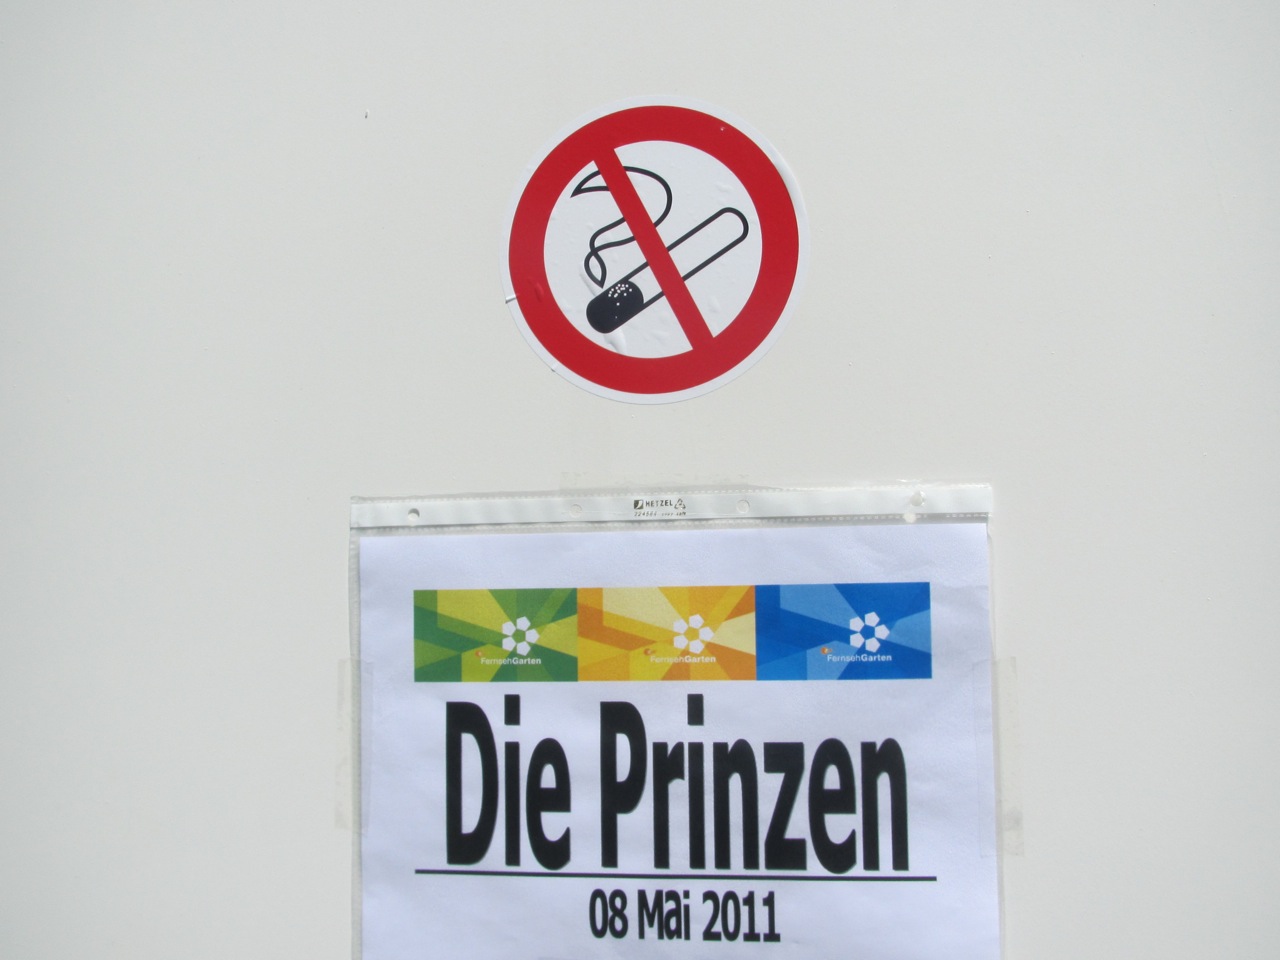 HETZEL
FernsehGarten FernsehGarten FernsehGarten
Die Prinzen
08 Mai 2011